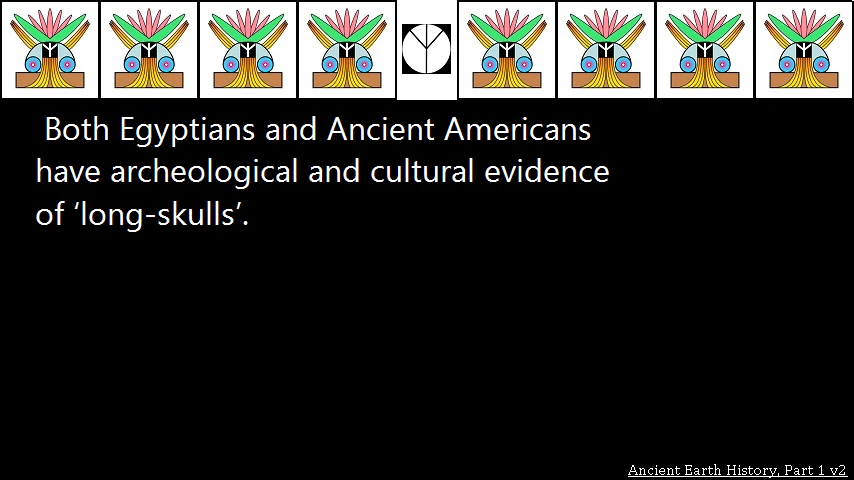 Both Egyptians and Ancient Americans
have archeological and cultural evidence
of ‘long-skulls’.
Ancient Earth History, Part 1 v2